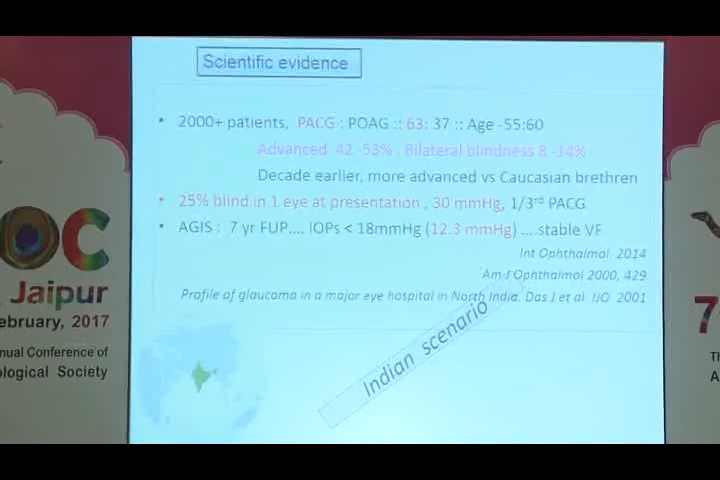 Scientific evidence
• 2000+ patients, PACG : POAG :: 63: 37 :: Age -55:60
Advanced 42 -53% , Bilateral blindness 8 -14%
Decade earlier, more advanced vs Caucasian brethren
• 25% blind in 1 eye at presentation , 30 mmHg, 1/3rd PACG
• AGIS : 7 yr FUP.... IOPs < 18mmHg (12.3 mmHg) ....stable VF
Int Ophthalmol 2014
Am J Ophthalmol 2000, 429
Profile of glaucoma in a major eye hospital in North India. Das J et al IJO 2001
Indian scenario
OC
Jaipur
ebruary, 2017
nual Conference of
ological Society
7
TH
A